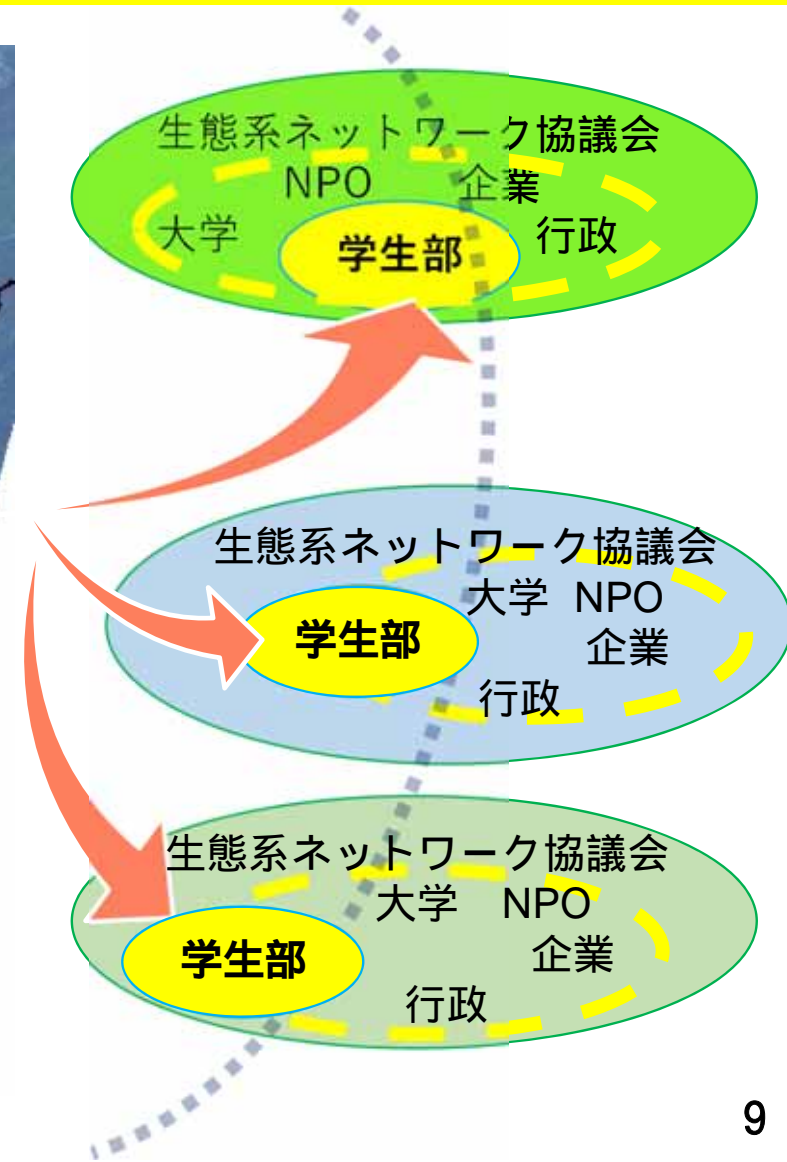 生態系ネットワーク協議会
NPO 企業
大学 学生部 行政
生態系ネットワーク協議会
大学 NPO
学生部 企業
行政
生態系ネットワーク協議会
大学 NPO
学生部 企業
行政
9